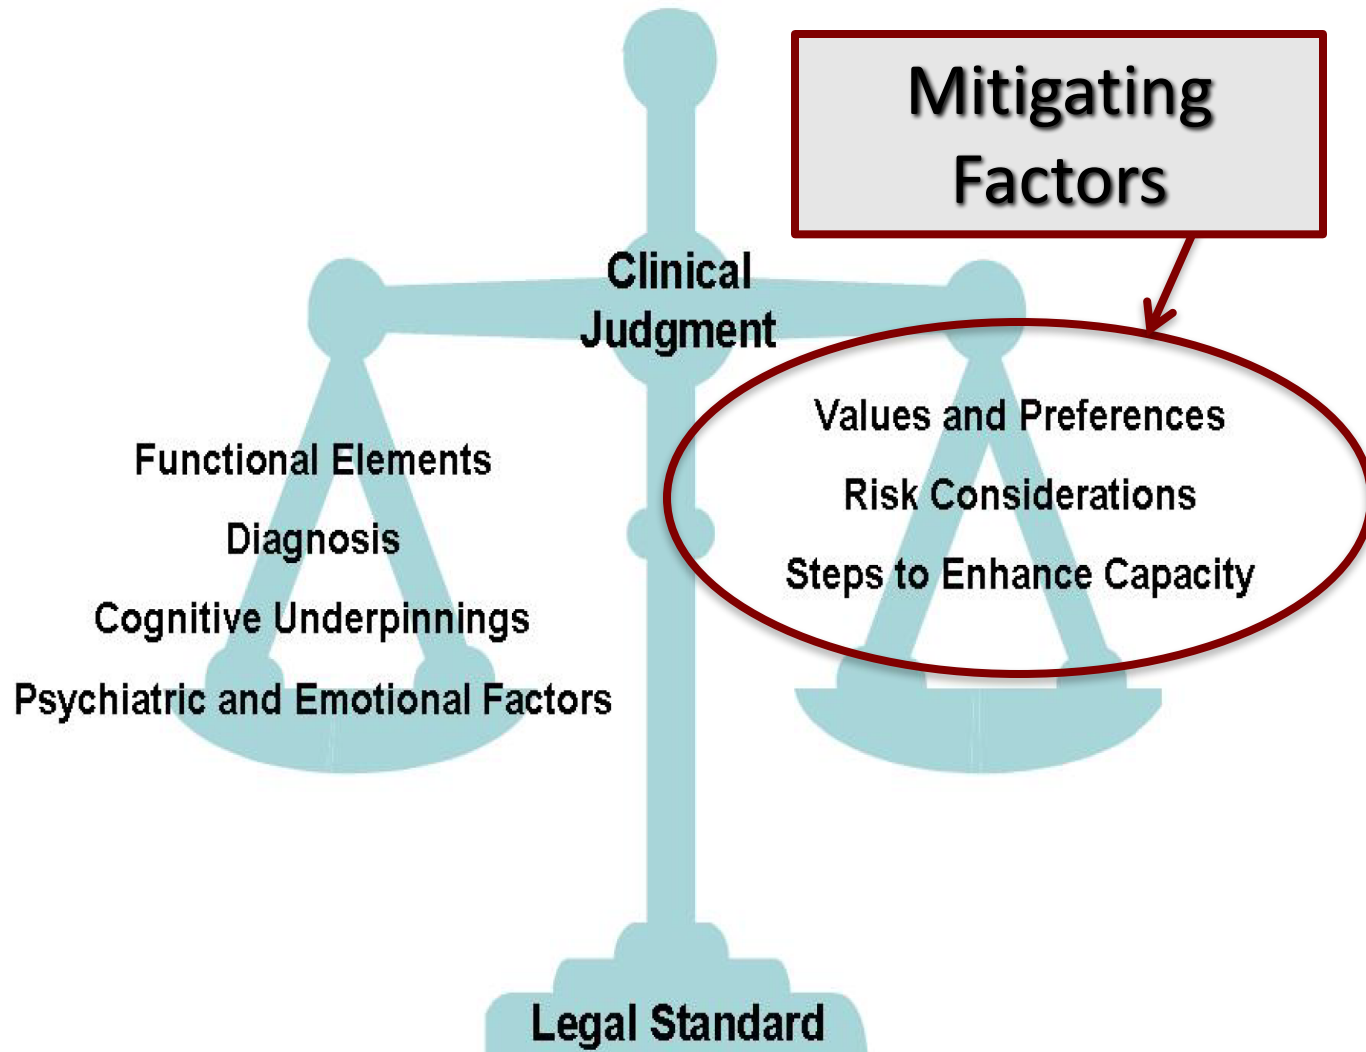 Mitigating
Factors
Clinical
Judgment
Functional Elements
Diagnosis
Cognitive Underpinnings
Psychiatric and Emotional Factors
Values and Preferences
Risk Considerations
Steps to Enhance Capacity
Legal Standard